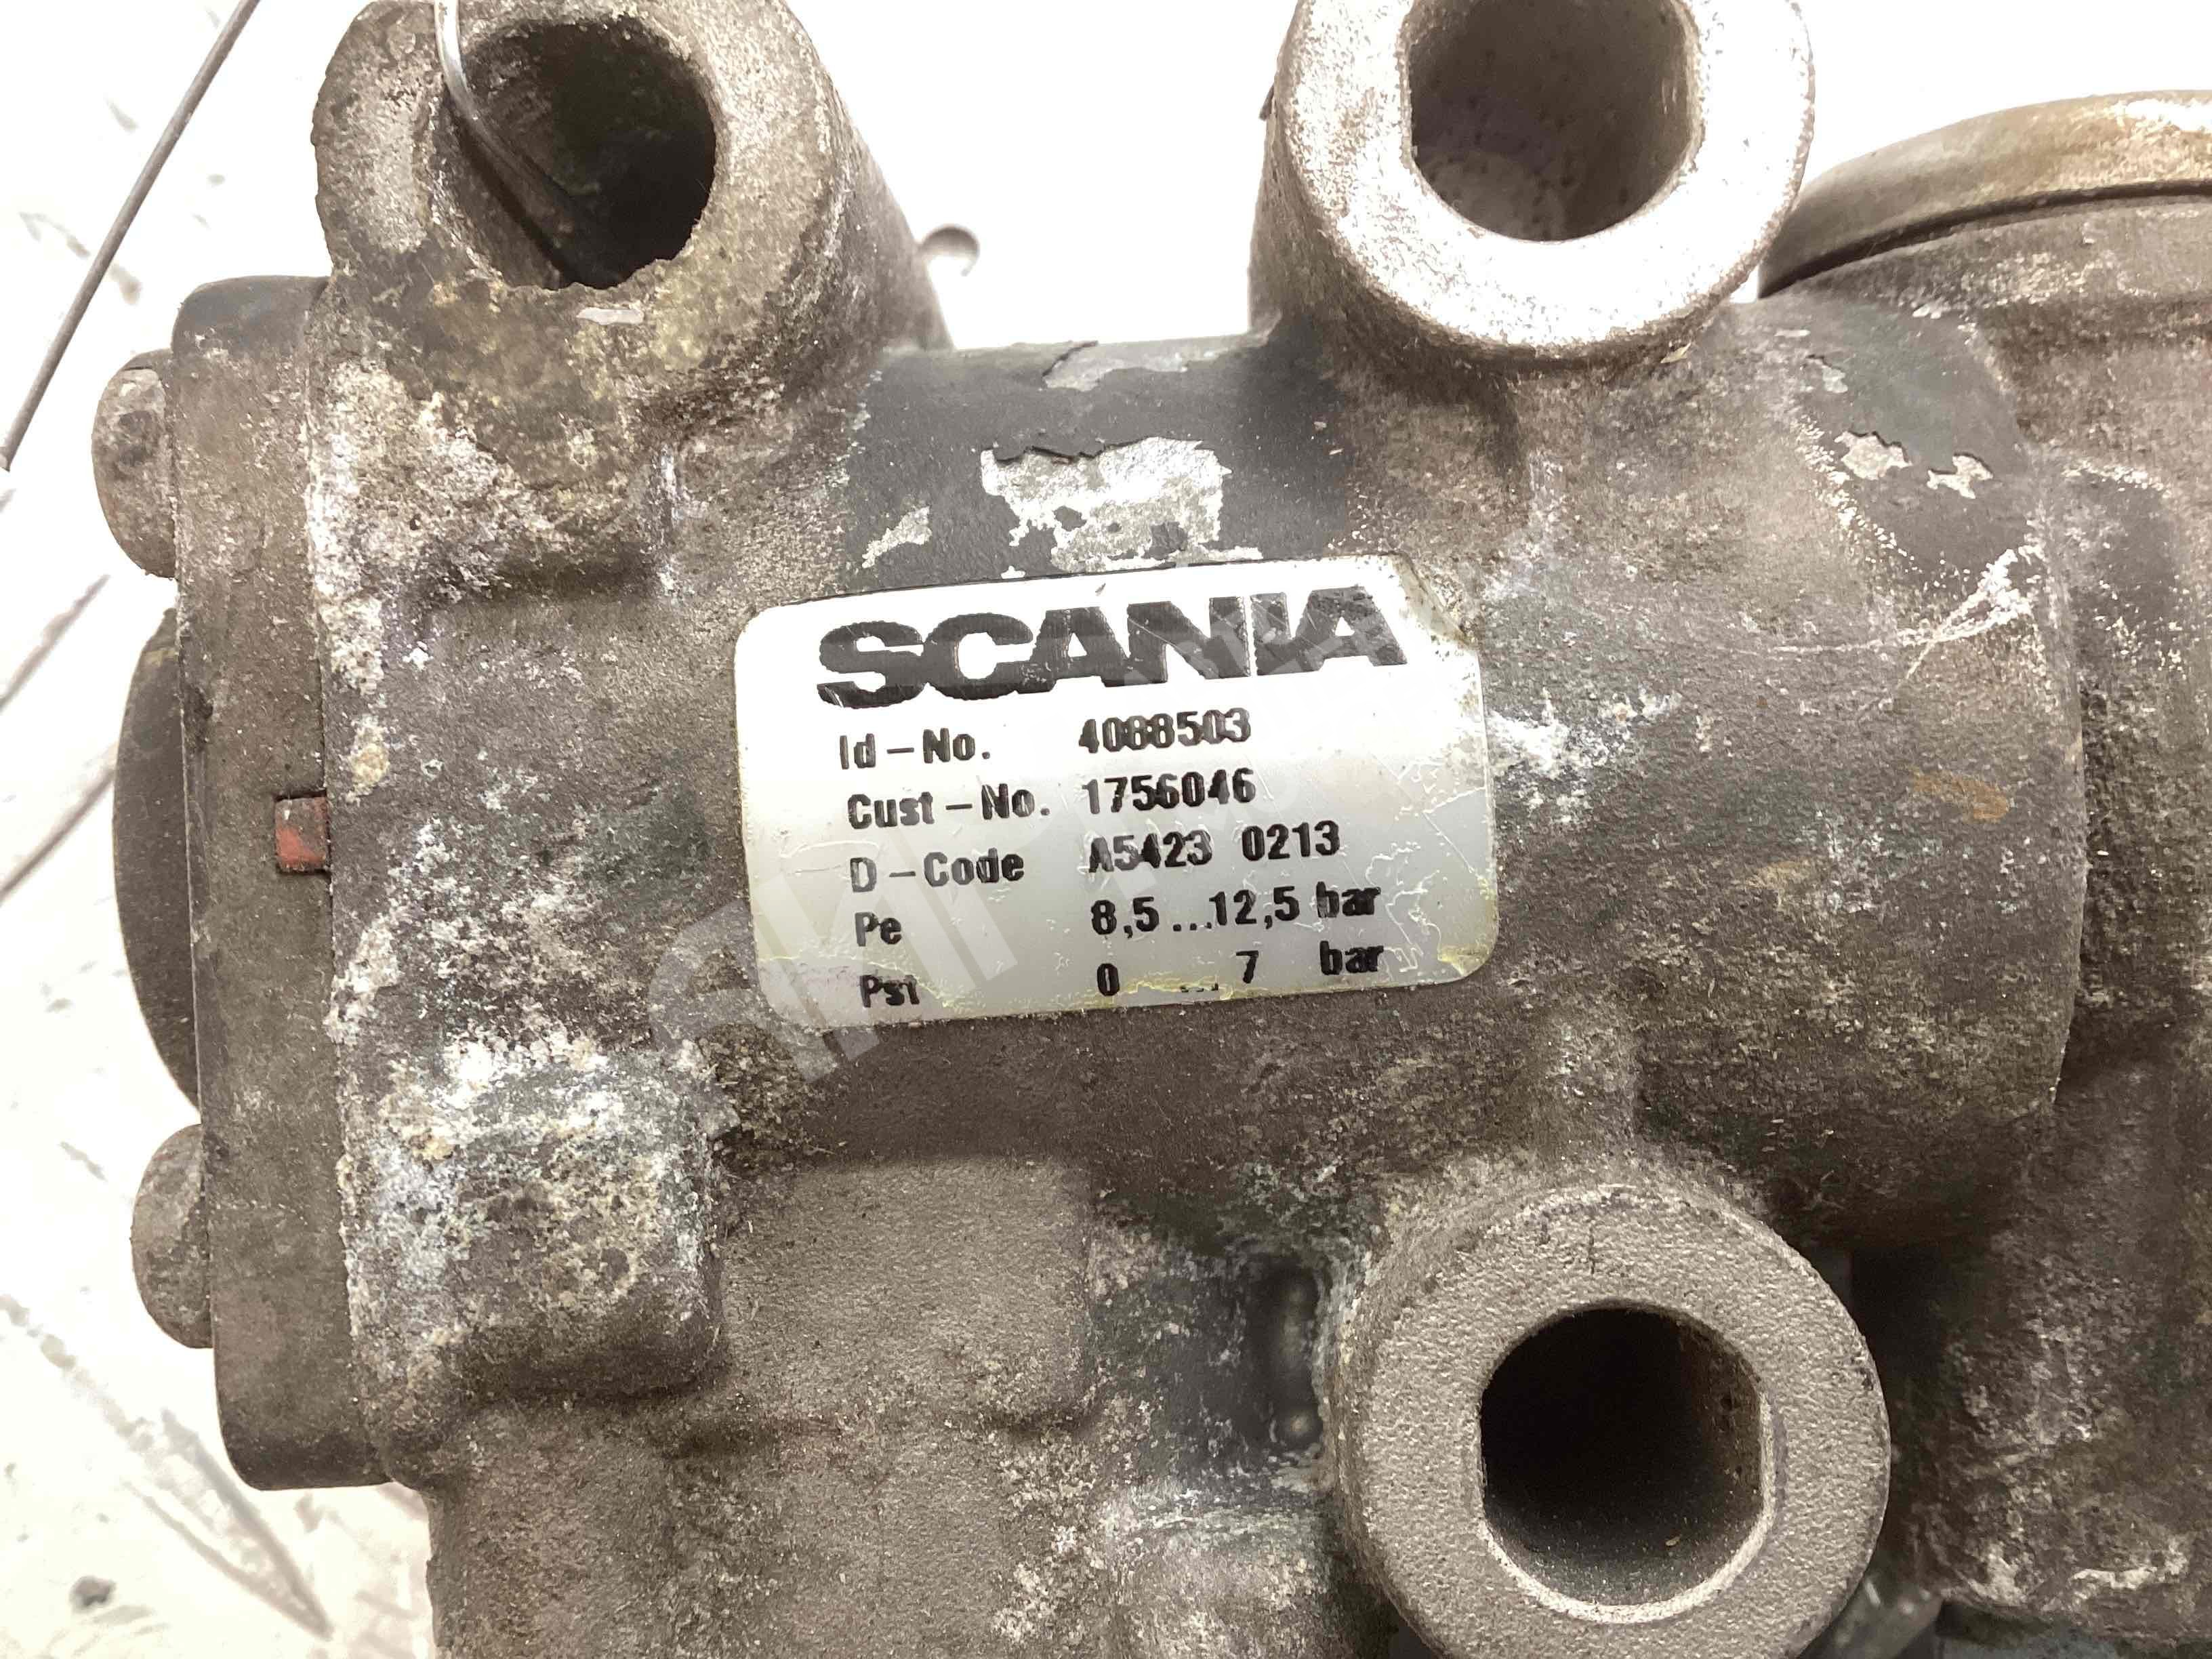 SCANIA
Id-No. 4088503
Cust-No. 1756046
D-Code A5423 0213
Pe 8,5...12,5 bar
Pst 0 ...7 bar